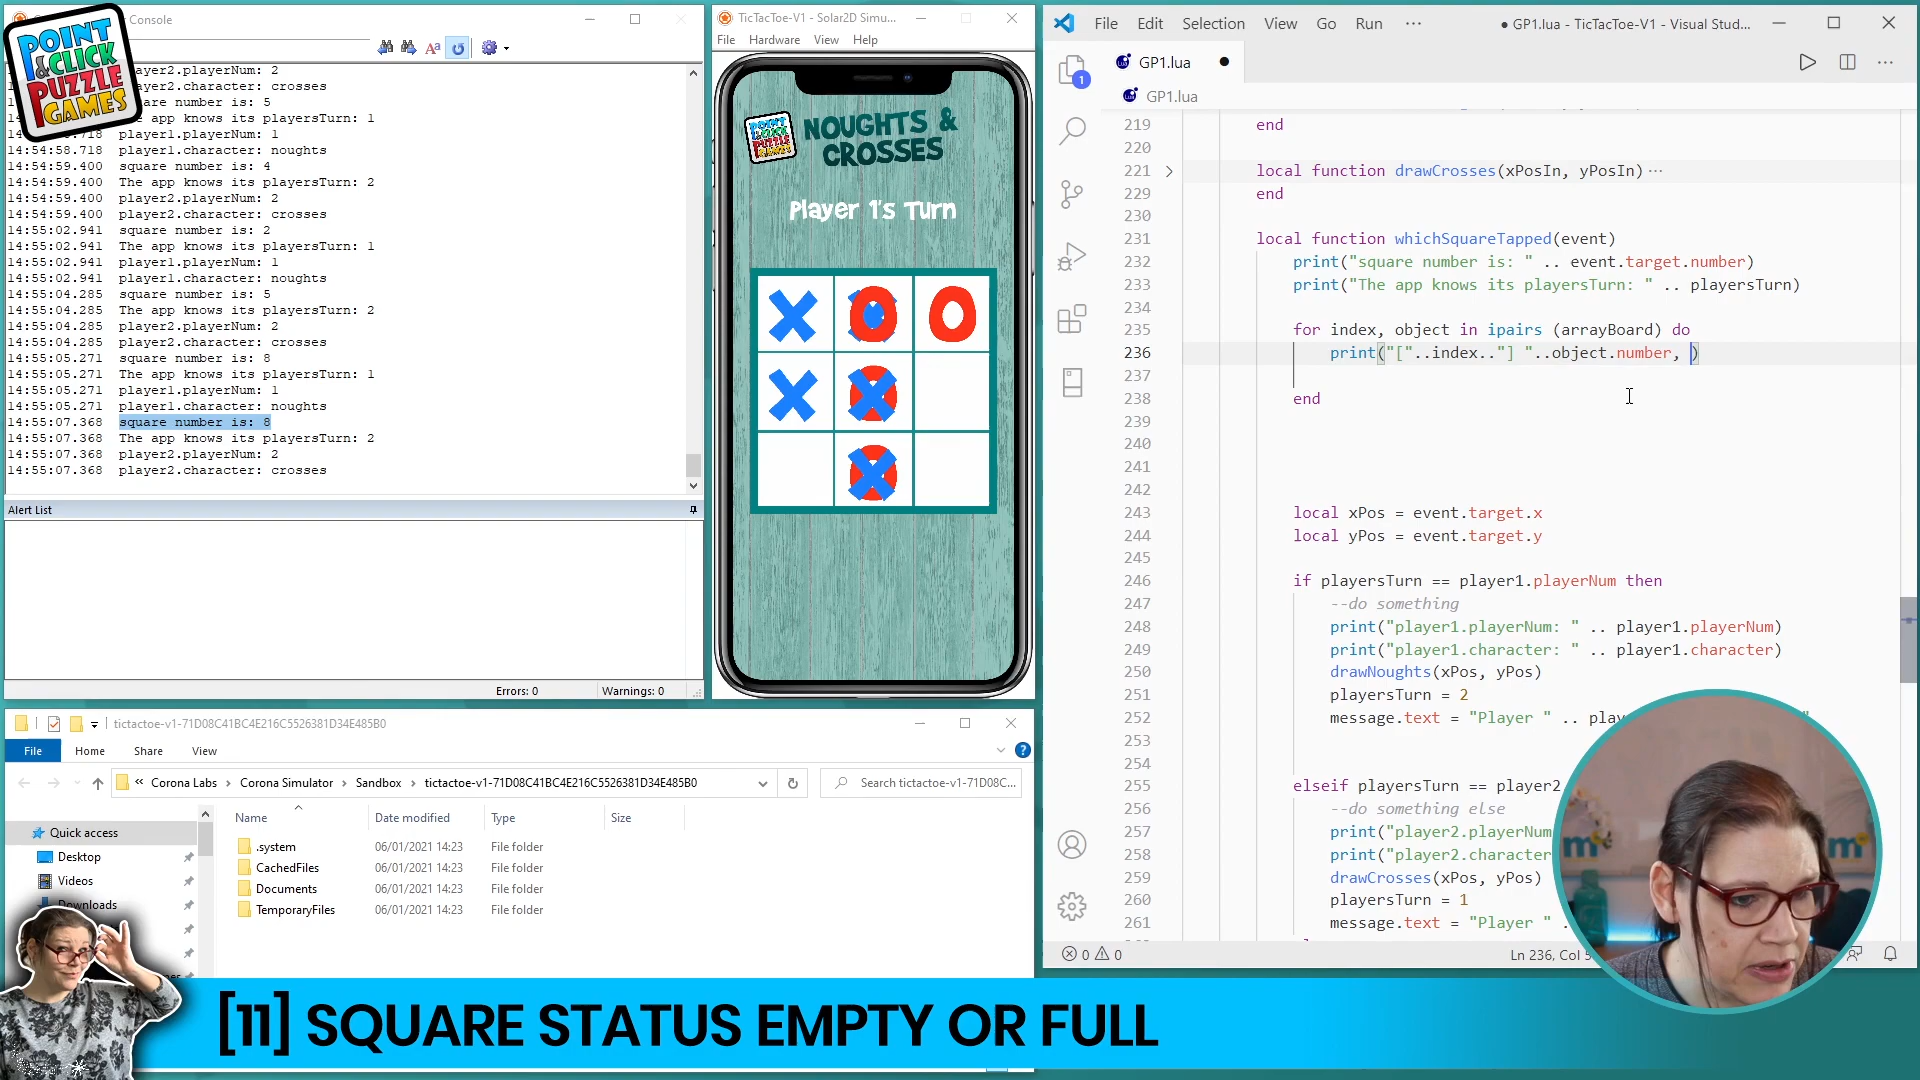 POINT
&CLICK
PUZZLE
GAMES
Console
ayer2.playerNum: 2
ayer2.character: crosses
quare number is: 5
he app knows its playersTurn: 1
player1.playerNum: 1
14:54:58.718 player1.character: noughts
14:54:59.400 square number is: 4
14:54:59.400 The app knows its playersTurn: 2
14:54:59.400 player2.playerNum: 2
14:54:59.400 player2.character: crosses
14:55:02.941 square number is: 2
14:55:02.941 The app knows its playersTurn: 1
14:55:02.941 player1.playerNum: 1
14:55:02.941 player1.character: noughts
14:55:04.285 square number is: 5
14:55:04.285 The app knows its playersTurn: 2
14:55:04.285 player2.playerNum: 2
14:55:04.285 player2.character: crosses
14:55:05.271 square number is: 8
14:55:05.271 The app knows its playersTurn: 1
14:55:05.271 player1.playerNum: 1
14:55:05.271 player1.character: noughts
14:55:07.368 square number is: 8
14:55:07.368 The app knows its playersTurn: 2
14:55:07.368 player2.playerNum: 2
14:55:07.368 player2.character: crosses
Alert List
Errors: 0 Warnings: 0
TicTacToe-V1 - Solar2D Simu...
File Hardware View Help
POINT
&CLICK
PUZZLE
GAMES
NOUGHTS &
CROSSES
Player 1's Turn
File Edit Selection View Go Run ··· ● GP1.lua - TicTacToe-V1 - Visual Stud...
GP1.lua
GP1.lua
1
219 end
220
221 local function drawCrosses(xPosIn, yPosIn)···
229 end
230
231 local function whichSquareTapped(event)
232 print("square number is: " .. event.target.number)
233 print("The app knows its playersTurn: " .. playersTurn)
234
235 for index, object in ipairs (arrayBoard) do
236 print("["..index.."] "..object.number, )
237
238 end
239
240
241
242
243 local xPos = event.target.x
244 local yPos = event.target.y
245
246 if playersTurn == player1.playerNum then
247 --do something
248 print("player1.playerNum: " .. player1.playerNum)
249 print("player1.character: " .. player1.character)
250 drawNoughts(xPos, yPos)
251 playersTurn = 2
252 message.text = "Player " .. play
253
254
255 elseif playersTurn == player2
256 --do something else
257 print("player2.playerNum
258 print("player2.character
259 drawCrosses(xPos, yPos)
260 playersTurn = 1
261 message.text = "Player " .
0 0 Ln 236, Col 5
tictactoe-v1-71D08C41BC4E216C5526381D34E485B0
File Home Share View
« Corona Labs › Corona Simulator › Sandbox › tictactoe-v1-71D08C41BC4E216C5526381D34E485B0
Search tictactoe-v1-71D08C...
Quick access
Desktop
Videos
Downloads
Name Date modified Type Size
.system 06/01/2021 14:23 File folder
CachedFiles 06/01/2021 14:23 File folder
Documents 06/01/2021 14:23 File folder
TemporaryFiles 06/01/2021 14:23 File folder
[11] SQUARE STATUS EMPTY OR FULL